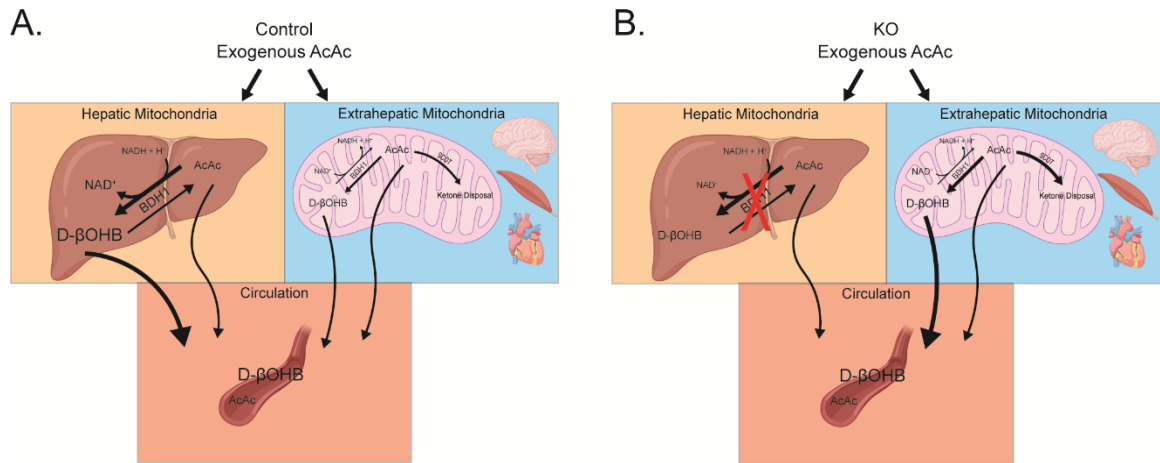 A.
Control
Exogenous AcAc
Hepatic Mitochondria
NADH + H⁺
AcAc
NAD⁺
BDH1
D-βOHB
Extrahepatic Mitochondria
NADH + H⁺
AcAc
SCOT
NAD⁺
BDH1
Ketone Disposal
D-βOHB
Circulation
D-βOHB
AcAc
B.
KO
Exogenous AcAc
Hepatic Mitochondria
NADH + H⁺
AcAc
NAD⁺
BDH1
D-βOHB
Extrahepatic Mitochondria
NADH + H⁺
AcAc
SCOT
NAD⁺
BDH1
Ketone Disposal
D-βOHB
Circulation
D-βOHB
AcAc